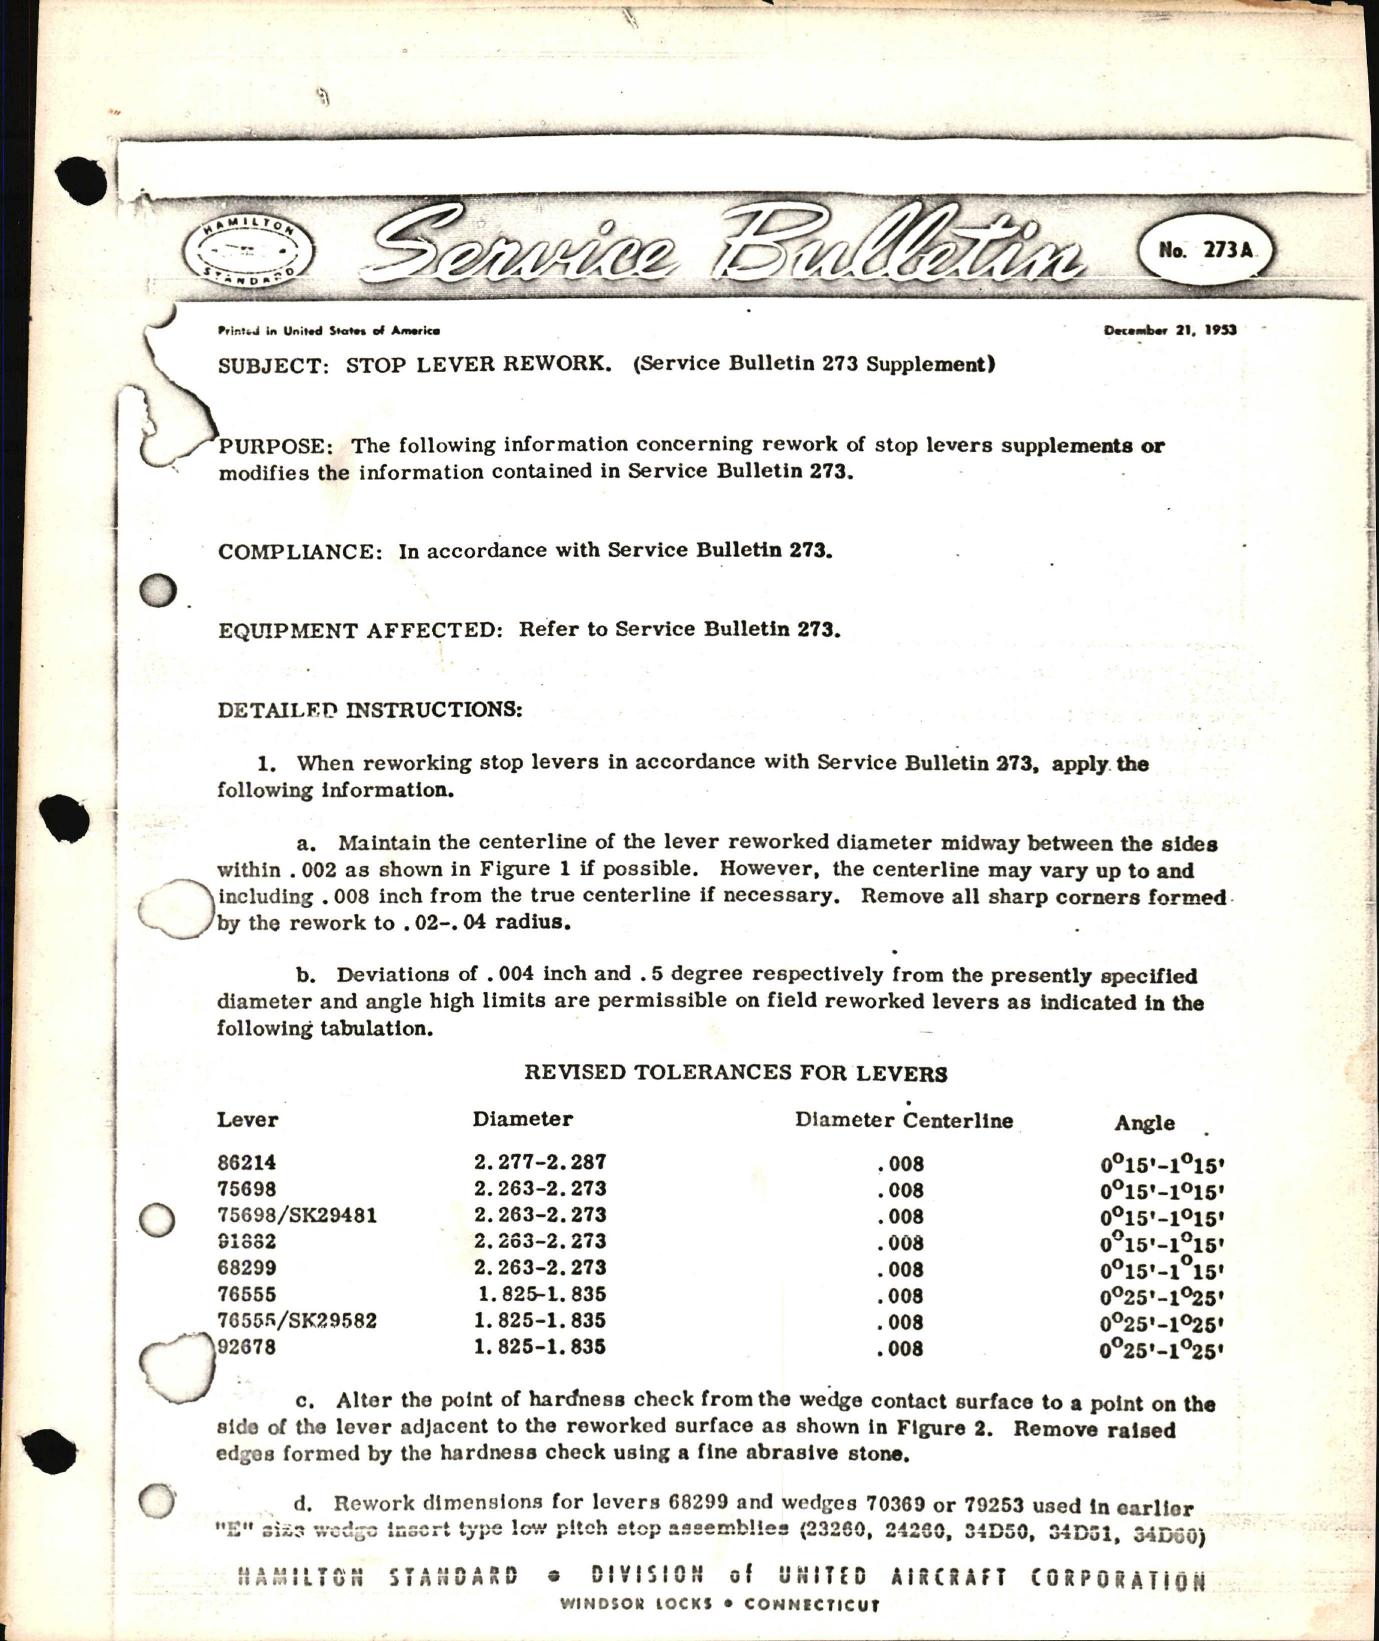 HAMILTON
STANDARD
Service Bulletin
No. 273A
Printed in United States of America
December 21, 1953
SUBJECT: STOP LEVER REWORK. (Service Bulletin 273 Supplement)
PURPOSE: The following information concerning rework of stop levers supplements or
modifies the information contained in Service Bulletin 273.
COMPLIANCE: In accordance with Service Bulletin 273.
EQUIPMENT AFFECTED: Refer to Service Bulletin 273.
DETAILED INSTRUCTIONS:
1. When reworking stop levers in accordance with Service Bulletin 273, apply the
following information.
a. Maintain the centerline of the lever reworked diameter midway between the sides
within .002 as shown in Figure 1 if possible. However, the centerline may vary up to and
including .008 inch from the true centerline if necessary. Remove all sharp corners formed
by the rework to .02-.04 radius.
b. Deviations of .004 inch and .5 degree respectively from the presently specified
diameter and angle high limits are permissible on field reworked levers as indicated in the
following tabulation.
REVISED TOLERANCES FOR LEVERS
Lever Diameter Diameter Centerline Angle
86214 2.277-2.287 .008 0°15'-1°15'
75698 2.263-2.273 .008 0°15'-1°15'
75698/SK29481 2.263-2.273 .008 0°15'-1°15'
2.263-2.273 .008 0°15'-1°15'
68299 2.263-2.273 .008 0°15'-1°15'
76555 1.825-1.835 .008 0°25'-1°25'
76555/SK29582 1.825-1.835 .008 0°25'-1°25'
92678 1.825-1.835 .008 0°25'-1°25'
c. Alter the point of hardness check from the wedge contact surface to a point on the
side of the lever adjacent to the reworked surface as shown in Figure 2. Remove raised
edges formed by the hardness check using a fine abrasive stone.
d. Rework dimensions for levers 68299 and wedges 70369 or 79253 used in earlier
"E" size wedge insert type low pitch stop assemblies (23260, 24260, 34D50, 34D51, 34D60)
HAMILTON STANDARD • DIVISION of UNITED AIRCRAFT CORPORATION
WINDSOR LOCKS • CONNECTICUT